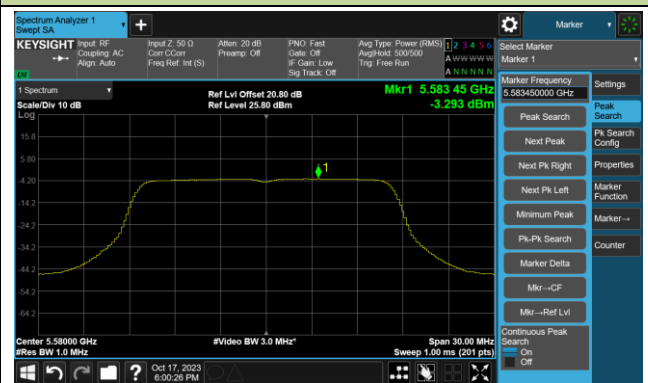 Spectrum Analyzer 1
Swept SA
+
Marker
KEYSIGHT
Input: RF
Coupling: AC
Align: Auto
Input Z: 50 Ω
Corr CCorr
Freq Ref: Int (S)
Atten: 20 dB
Preamp: Off
PNO: Fast
Gate: Off
IF Gain: Low
Sig Track: Off
Avg Type: Power (RMS)
Avg|Hold: 500/500
Trig: Free Run
1 2 3 4 5 6
A W W W W W
A N N N N N
LXI
Select Marker
Marker 1
1 Spectrum
Scale/Div 10 dB
Log
Ref Lvl Offset 20.80 dB
Ref Level 25.80 dBm
Mkr1 5.583 45 GHz
-3.293 dBm
15.8
5.80
-4.20
-14.2
-24.2
-34.2
-44.2
-54.2
-64.2
1
Center 5.58000 GHz
#Res BW 1.0 MHz
#Video BW 3.0 MHz*
Span 30.00 MHz
Sweep 1.00 ms (201 pts)
Marker Frequency
5.583450000 GHz
Peak Search
Next Peak
Next Pk Right
Next Pk Left
Minimum Peak
Pk-Pk Search
Marker Delta
Mkr→CF
Mkr→Ref Lvl
Continuous Peak
Search
On
Off
Settings
Peak
Search
Pk Search
Config
Properties
Marker
Function
Marker→
Counter
?
Oct 17, 2023
6:00:26 PM